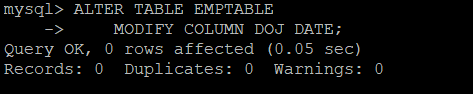 mysql> ALTER TABLE EMPTABLE
    -> MODIFY COLUMN DOJ DATE;
Query OK, 0 rows affected (0.05 sec)
Records: 0  Duplicates: 0  Warnings: 0